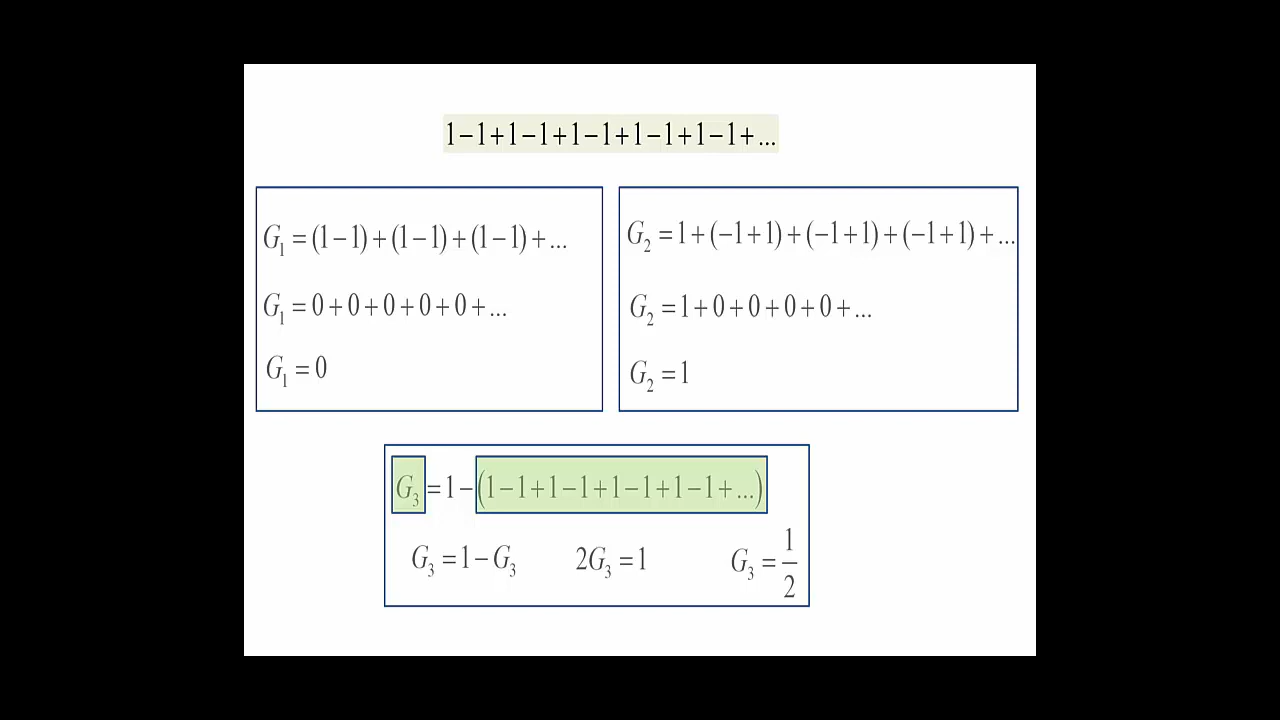 1−1+1−1+1−1+1−1+1−1+...
G₁ = (1−1)+(1−1)+(1−1)+...
G₁ = 0+0+0+0+0+...
G₁ = 0
G₂ = 1+(−1+1)+(−1+1)+(−1+1)+...
G₂ = 1+0+0+0+0+...
G₂ = 1
G₃ = 1−(1−1+1−1+1−1+1−1+...)
G₃ = 1−G₃ 2G₃ = 1 G₃ = 1/2